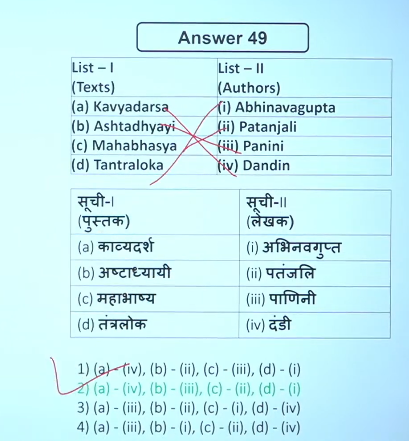 Answer 49
List – I List – II
(Texts) (Authors)
(a) Kavyadarsa (i) Abhinavagupta
(b) Ashtadhyayi (ii) Patanjali
(c) Mahabhasya (iii) Panini
(d) Tantraloka (iv) Dandin
सूची-I सूची-II
(पुस्तक) (लेखक)
(a) काव्यदर्श (i) अभिनवगुप्त
(b) अष्टाध्यायी (ii) पतंजलि
(c) महाभाष्य (iii) पाणिनी
(d) तंत्रलोक (iv) दंडी
1) (a) - (iv), (b) - (ii), (c) - (iii), (d) - (i)
2) (a) - (iv), (b) - (iii), (c) - (ii), (d) - (i)
3) (a) - (iii), (b) - (ii), (c) - (i), (d) - (iv)
4) (a) - (iii), (b) - (i), (c) - (ii), (d) - (iv)